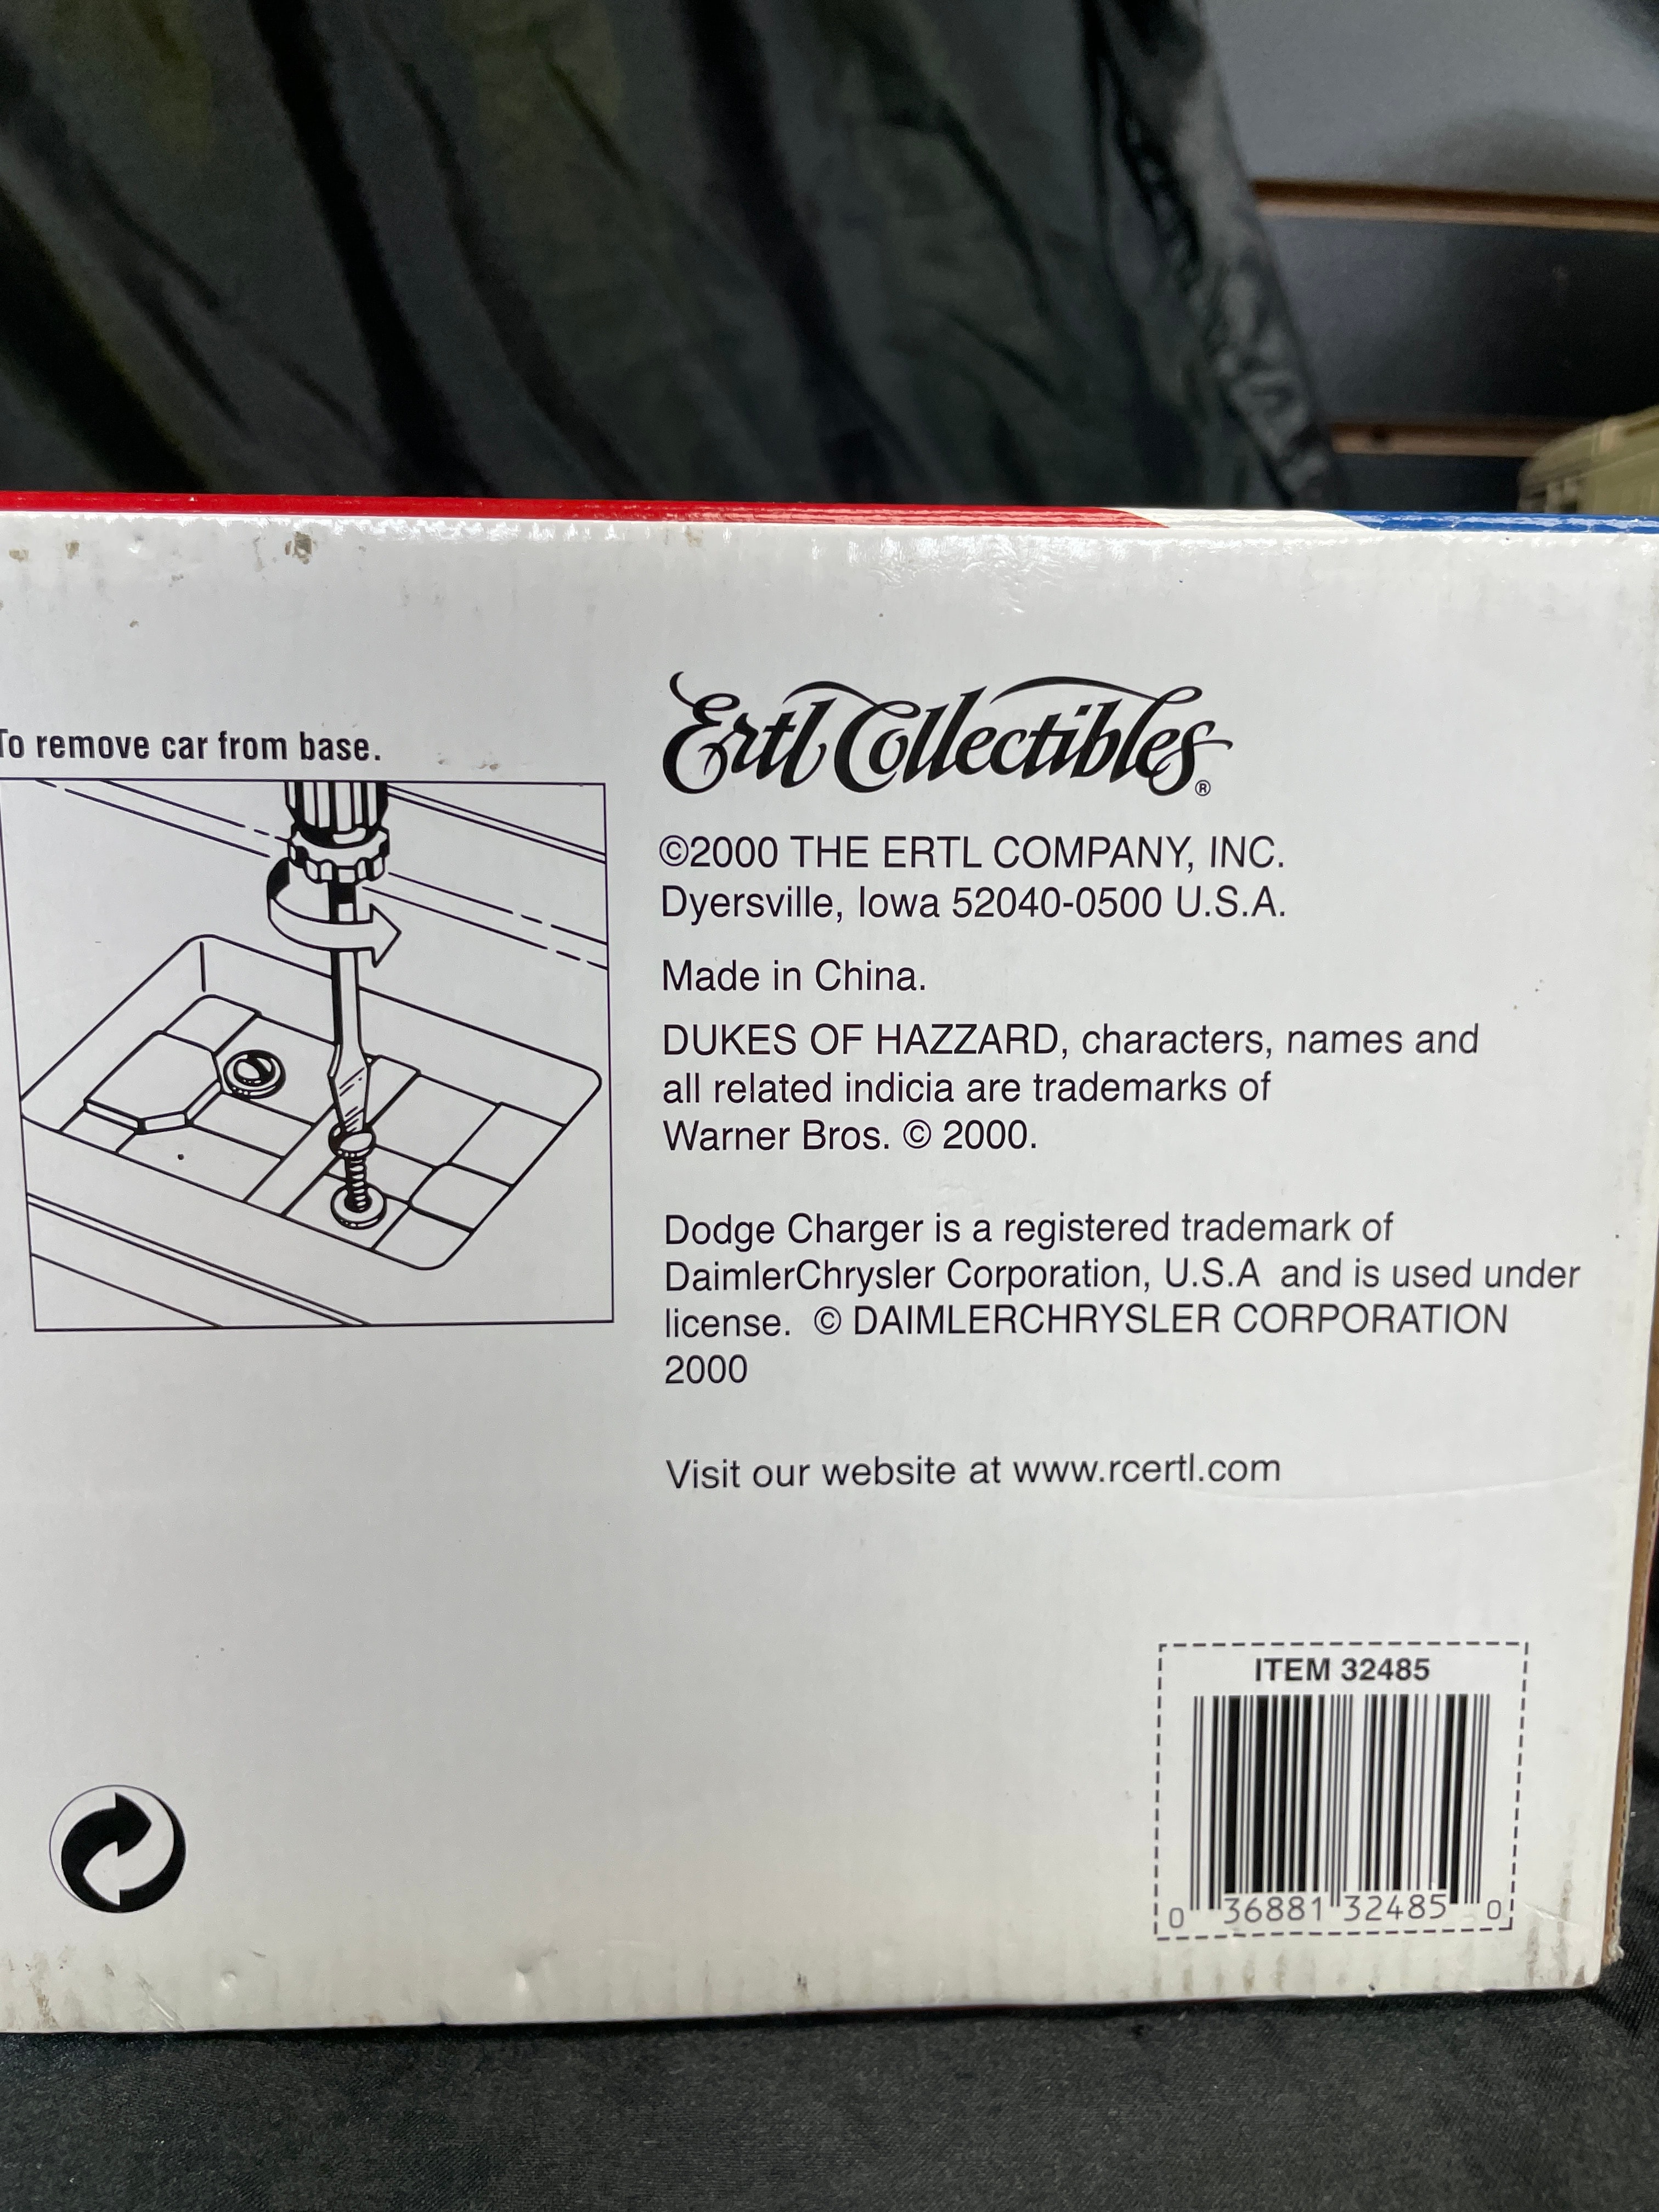 To remove car from base.
Ertl Collectibles®
©2000 THE ERTL COMPANY, INC.
Dyersville, Iowa 52040-0500 U.S.A.
Made in China.
DUKES OF HAZZARD, characters, names and
all related indicia are trademarks of
Warner Bros. © 2000.
Dodge Charger is a registered trademark of
DaimlerChrysler Corporation, U.S.A and is used under
license. © DAIMLERCHRYSLER CORPORATION
2000
Visit our website at www.rcertl.com
ITEM 32485
0 36881 32485 0